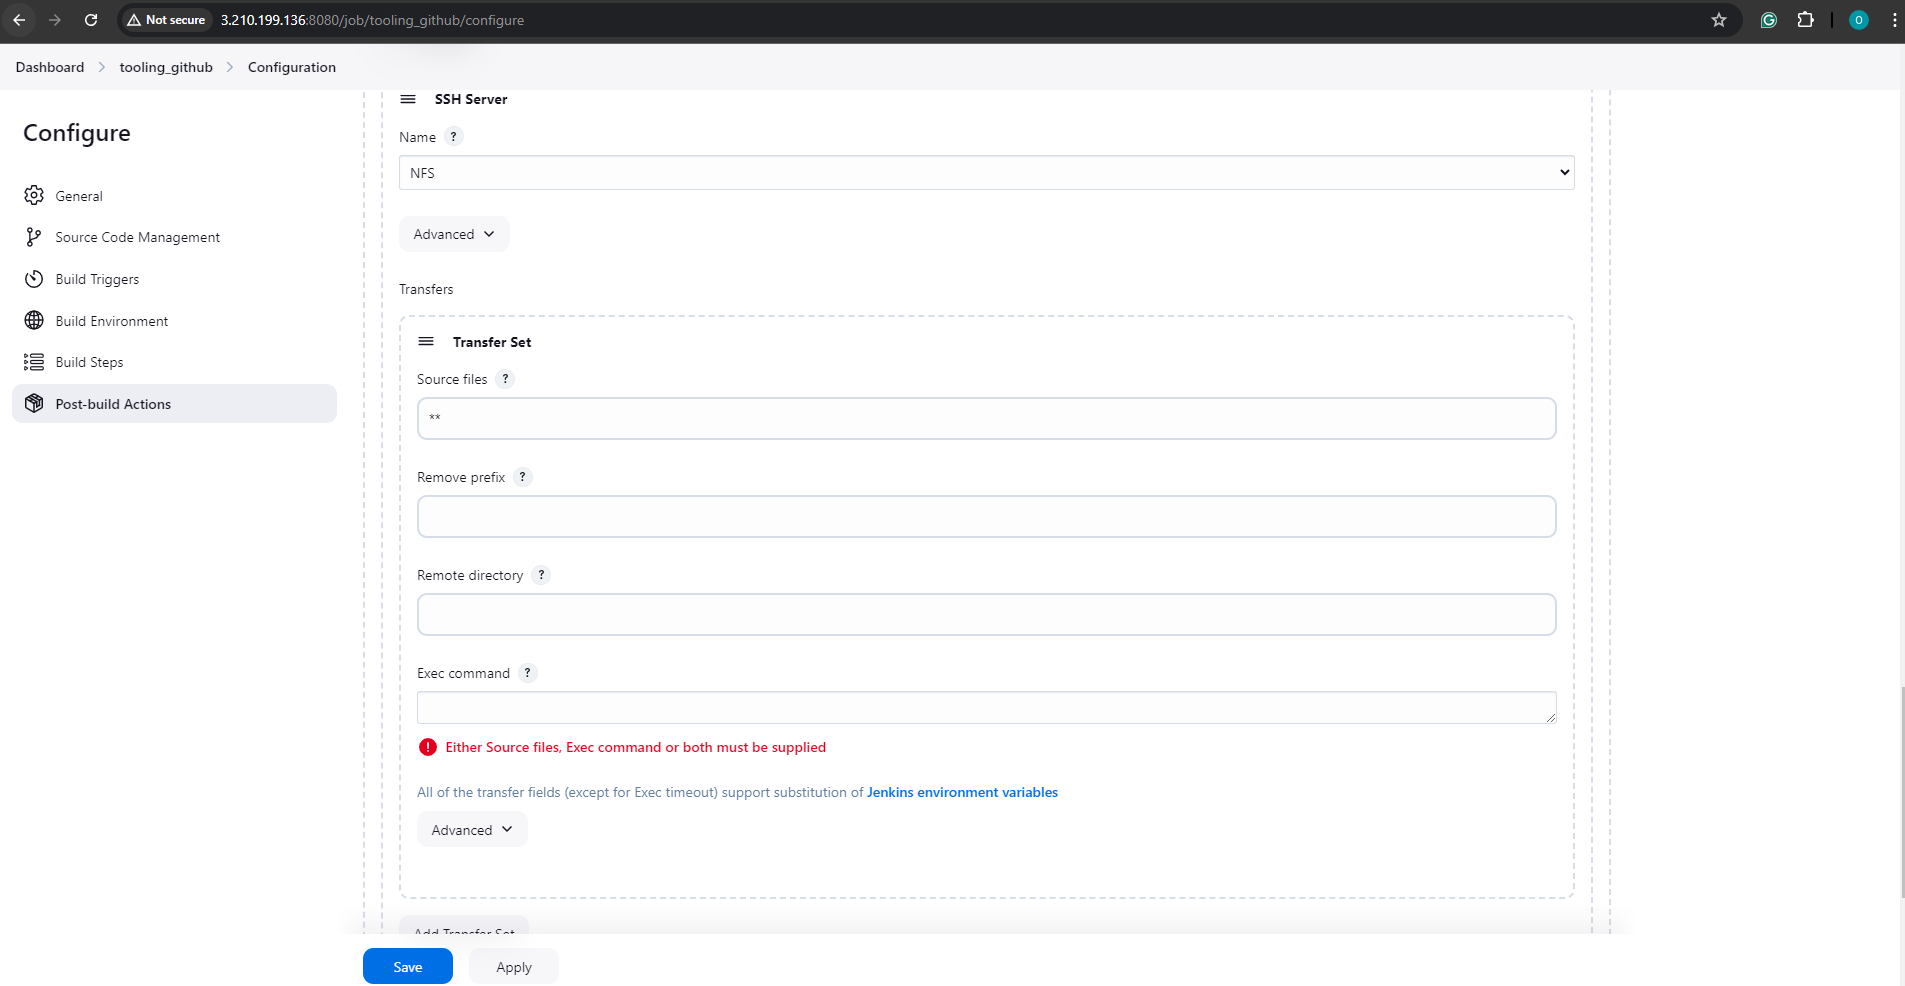 Not secure 3.210.199.136:8080/job/tooling_github/configure
O
Dashboard > tooling_github > Configuration
Configure
General
Source Code Management
Build Triggers
Build Environment
Build Steps
Post-build Actions
SSH Server
Name ?
NFS
Advanced
Transfers
Transfer Set
Source files ?
**
Remove prefix ?
Remote directory ?
Exec command ?
! Either Source files, Exec command or both must be supplied
All of the transfer fields (except for Exec timeout) support substitution of Jenkins environment variables
Advanced
Add Transfer Set
Save Apply